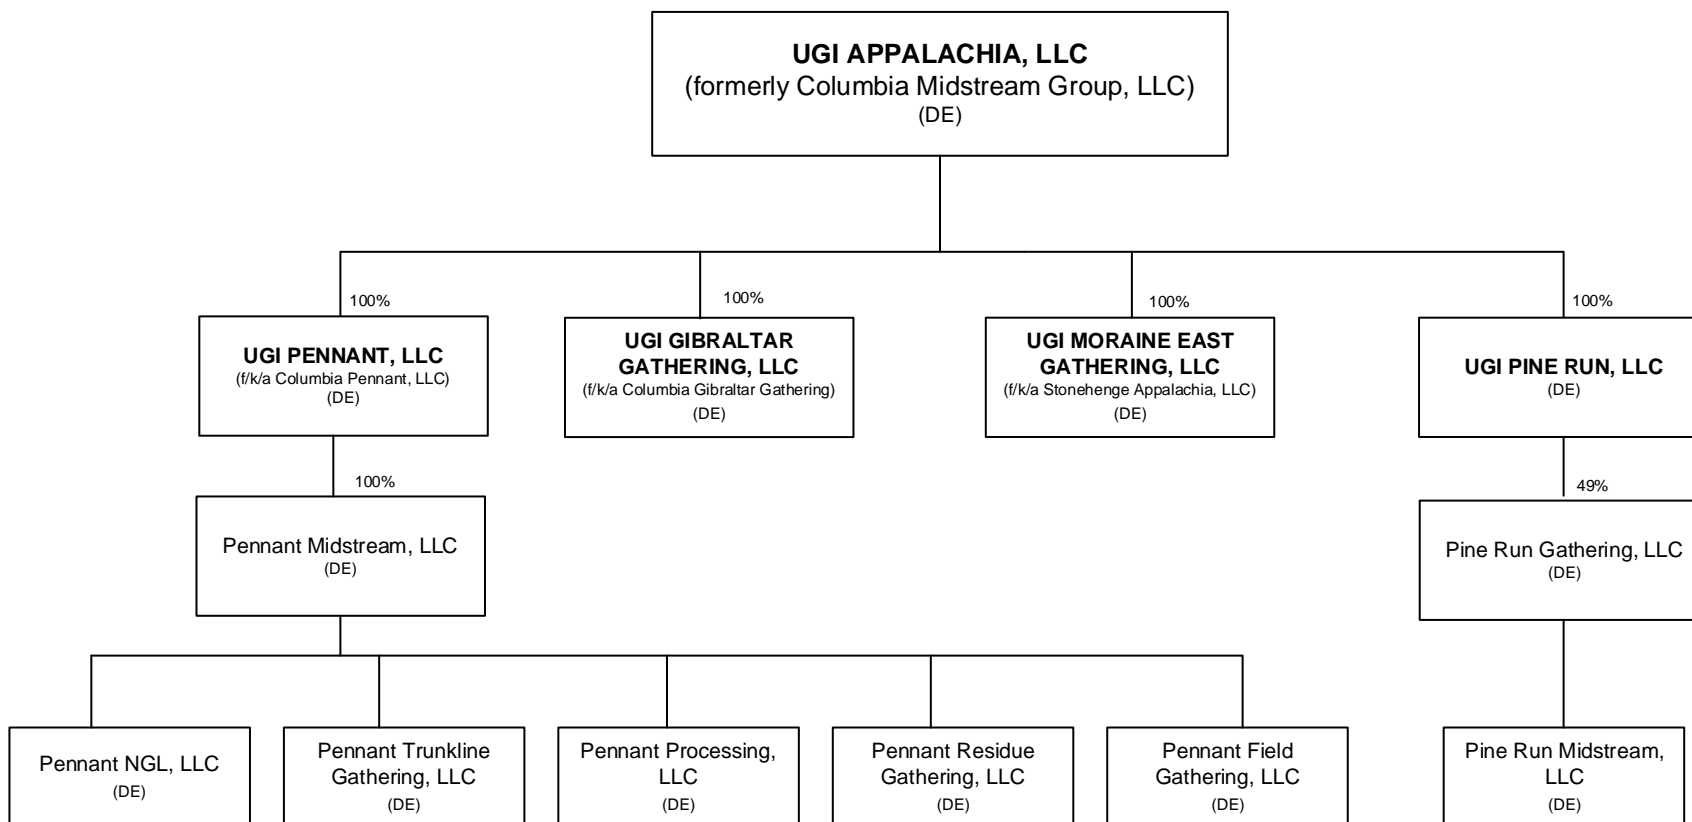 UGI APPALACHIA, LLC
(formerly Columbia Midstream Group, LLC)
(DE)
100%
100%
100%
100%
UGI PENNANT, LLC
(f/k/a Columbia Pennant, LLC)
(DE)
UGI GIBRALTAR
GATHERING, LLC
(f/k/a Columbia Gibraltar Gathering)
(DE)
UGI MORAINE EAST
GATHERING, LLC
(f/k/a Stonehenge Appalachia, LLC)
(DE)
UGI PINE RUN, LLC
(DE)
100%
49%
Pennant Midstream, LLC
(DE)
Pine Run Gathering, LLC
(DE)
Pennant NGL, LLC
(DE)
Pennant Trunkline
Gathering, LLC
(DE)
Pennant Processing,
LLC
(DE)
Pennant Residue
Gathering, LLC
(DE)
Pennant Field
Gathering, LLC
(DE)
Pine Run Midstream,
LLC
(DE)